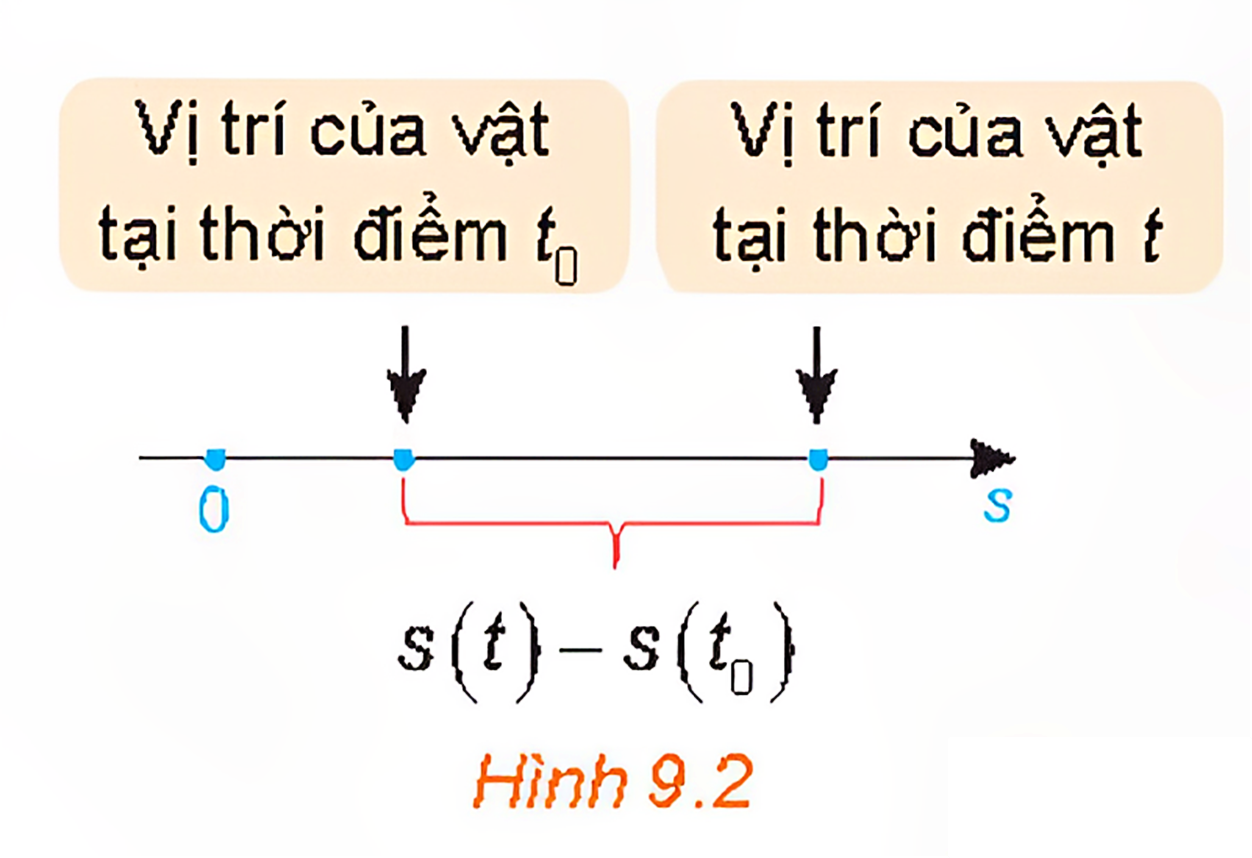 Vị trí của vật
tại thời điểm t₀
Vị trí của vật
tại thời điểm t
0
s
s(t) – s(t₀)
Hình 9.2